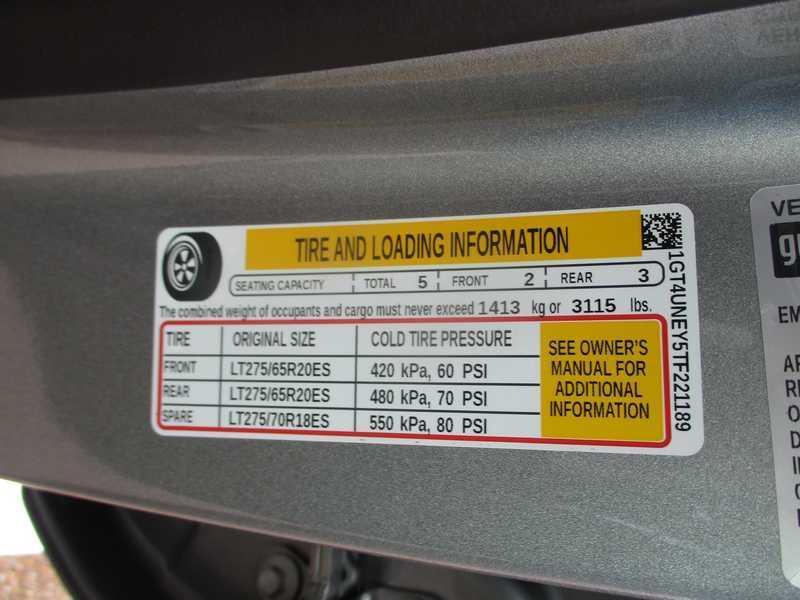 TIRE AND LOADING INFORMATION
SEATING CAPACITY TOTAL 5 FRONT 2 REAR 3
The combined weight of occupants and cargo must never exceed 1413 kg or 3115 lbs.
TIRE ORIGINAL SIZE COLD TIRE PRESSURE
FRONT LT275/65R20ES 420 kPa, 60 PSI
REAR LT275/65R20ES 480 kPa, 70 PSI
SPARE LT275/70R18ES 550 kPa, 80 PSI
SEE OWNER'S
MANUAL FOR
ADDITIONAL
INFORMATION
1GT4UNEY5TF221189
VE
EM